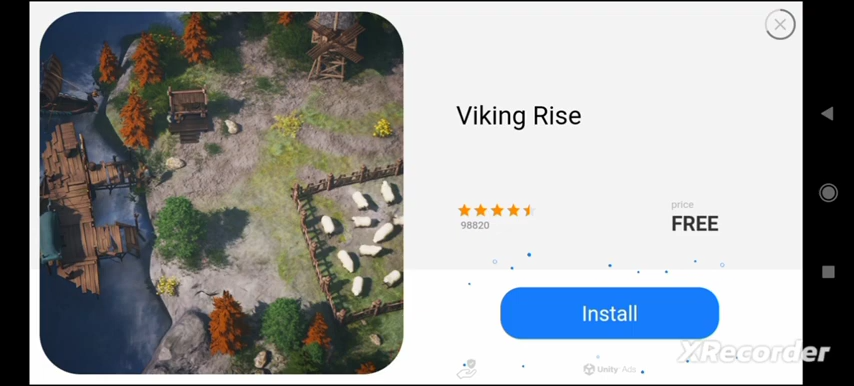 Viking Rise
98820
price
FREE
Install
XRecorder
Unity Ads